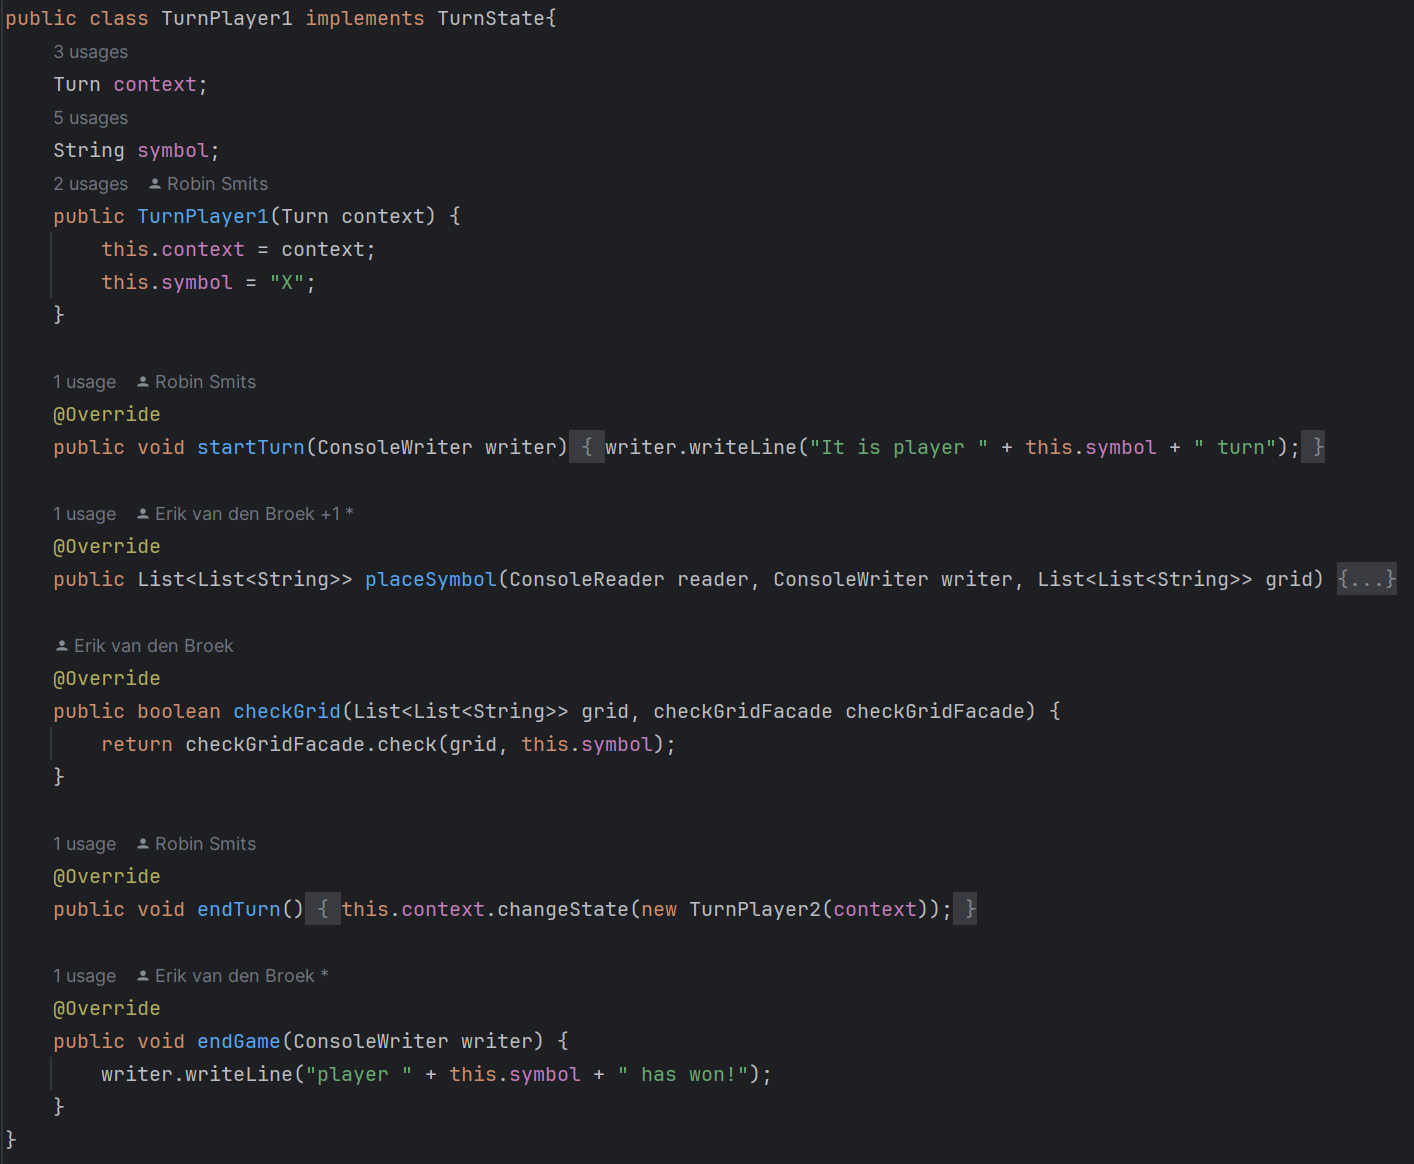 public class TurnPlayer1 implements TurnState{
3 usages
Turn context;
5 usages
String symbol;
2 usages Robin Smits
public TurnPlayer1(Turn context) {
this.context = context;
this.symbol = "X";
}
1 usage Robin Smits
@Override
public void startTurn(ConsoleWriter writer) { writer.writeLine("It is player " + this.symbol + " turn"); }
1 usage Erik van den Broek +1 *
@Override
public List<List<String>> placeSymbol(ConsoleReader reader, ConsoleWriter writer, List<List<String>> grid) {...}
Erik van den Broek
@Override
public boolean checkGrid(List<List<String>> grid, checkGridFacade checkGridFacade) {
return checkGridFacade.check(grid, this.symbol);
}
1 usage Robin Smits
@Override
public void endTurn() { this.context.changeState(new TurnPlayer2(context)); }
1 usage Erik van den Broek *
@Override
public void endGame(ConsoleWriter writer) {
writer.writeLine("player " + this.symbol + " has won!");
}
}